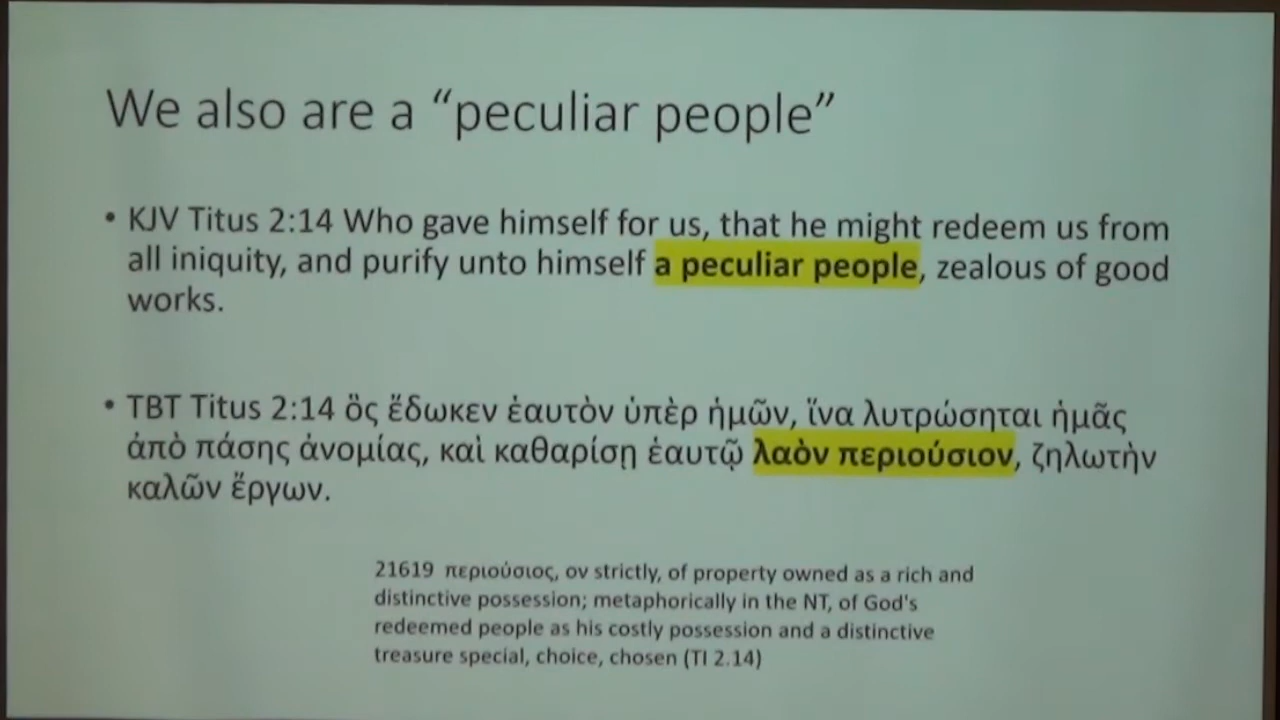 We also are a “peculiar people”
• KJV Titus 2:14 Who gave himself for us, that he might redeem us from
all iniquity, and purify unto himself a peculiar people, zealous of good
works.
• TBT Titus 2:14 ὃς ἔδωκεν ἑαυτὸν ὑπὲρ ἡμῶν, ἵνα λυτρώσηται ἡμᾶς
ἀπὸ πάσης ἀνομίας, καὶ καθαρίσῃ ἑαυτῷ λαὸν περιούσιον, ζηλωτὴν
καλῶν ἔργων.
21619 περιούσιος, ον strictly, of property owned as a rich and
distinctive possession; metaphorically in the NT, of God's
redeemed people as his costly possession and a distinctive
treasure special, choice, chosen (TI 2.14)